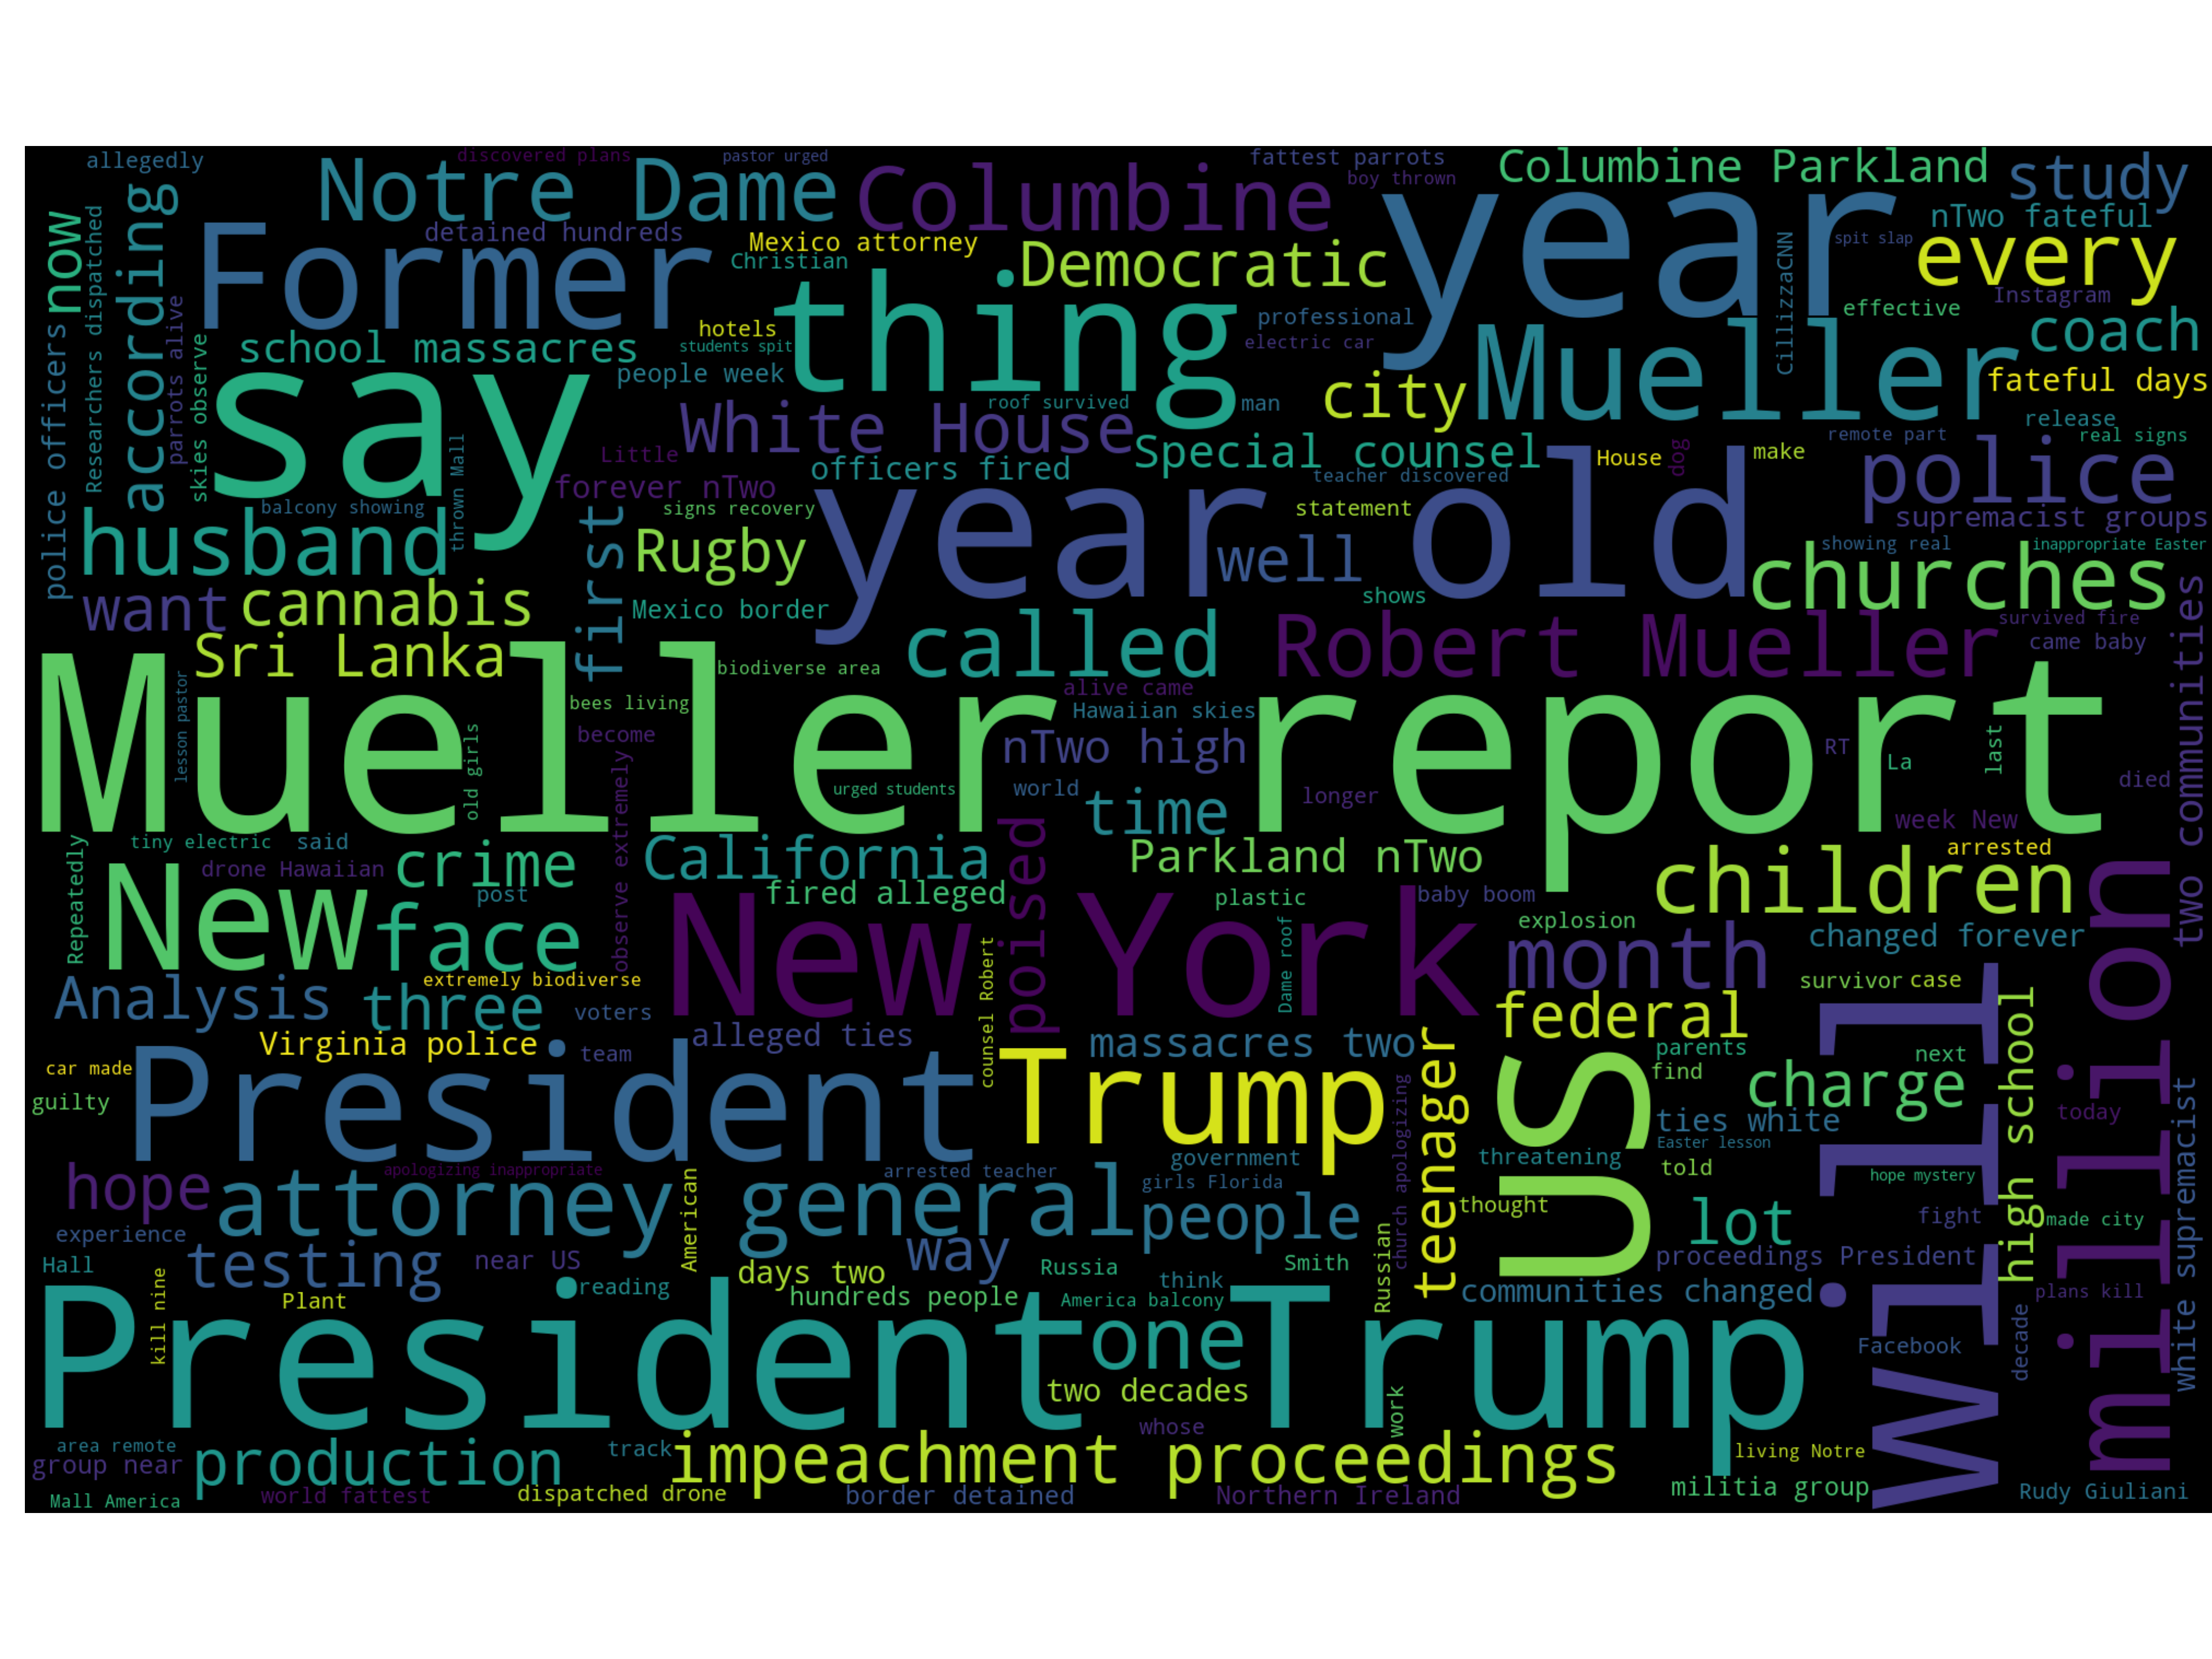 allegedly
discovered plans
pastor urged
fattest parrots
boy thrown
Columbine Parkland
study
Notre Dame
Columbine
year
nTwo fateful
according
now
Researchers dispatched
Former
detained hundreds
Mexico attorney
Christian
Democratic
spit slap
every
CillizzaCNN
Instagram
effective
parrots alive
thing
professional
hotels
students spit
electric car
Mueller
coach
police officers
skies observe
school massacres
people week
fateful days
say
roof survived
man
city
White House
release
remote part
real signs
thrown Mall
Little
officers fired
Special counsel
House
dog
make
police
forever nTwo
teacher discovered
year old
balcony showing
signs recovery
statement
supremacist groups
husband
first
Rugby
well
showing real
inappropriate Easter
churches
want
cannabis
Mexico border
shows
called
Robert Mueller
survived fire
came baby
two communities
Sri Lanka
biodiverse area
lesson pastor
Mueller report
bees living
alive came
Hawaiian skies
become
old girls
nTwo high
RT
La
last
died
observe extremely
urged students
world
longer
time
week New
tiny electric
said
Repeatedly
drone Hawaiian
crime
California
poised
Parkland nTwo
arrested
children
million
New
post
fired alleged
plastic
baby boom
face
New York
explosion
month
changed forever
counsel Robert
Dame roof
extremely biodiverse
survivor
case
Will
Analysis
three
voters
federal
high school
Virginia police
team
alleged ties
massacres two
teenager
US
parents
next
car made
President
Trump
find
charge
guilty
church apologizing
ties white
today
white supremacist
Easter lesson
hope
apologizing inappropriate
arrested teacher
government
threatening
told
hope mystery
attorney general
American
girls Florida
people
thought
lot
fight
made city
experience
testing
near US
way
Russian
proceedings President
Hall
kill nine
reading
days two
Russia
think
Smith
Plant
hundreds people
America balcony
communities changed
decade
plans kill
President Trump
one
Facebook
two decades
work
area remote
group near
production
track
whose
impeachment proceedings
living Notre
Mall America
world fattest
dispatched drone
border detained
Northern Ireland
militia group
Rudy Giuliani